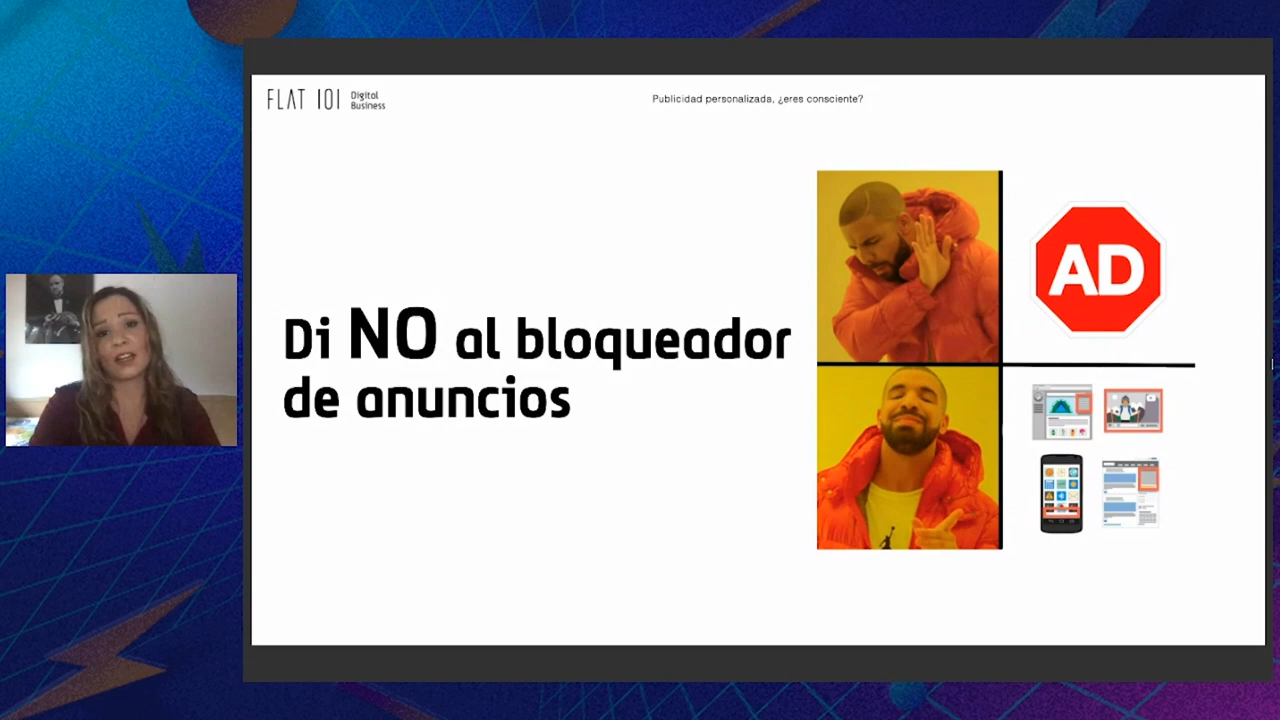 FLAT 101
Digital
Business
Publicidad personalizada, ¿eres consciente?
Di NO al bloqueador
de anuncios
AD